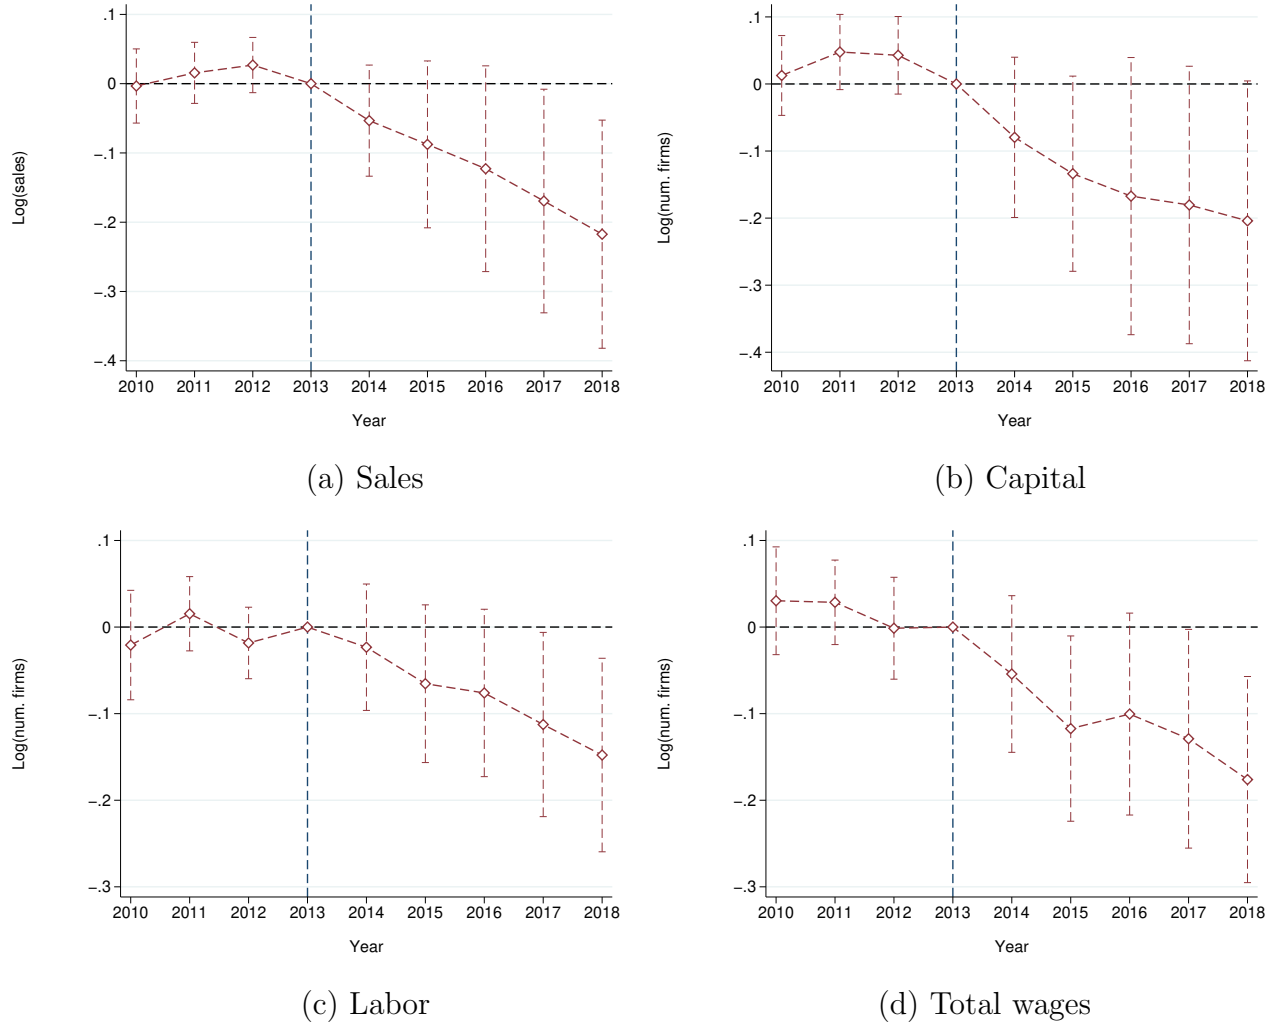 .1
0
−.1
−.2
−.3
−.4
Log(sales)
2010 2011 2012 2013 2014 2015 2016 2017 2018
Year
(a) Sales
.1
0
−.1
−.2
−.3
−.4
Log(num. firms)
2010 2011 2012 2013 2014 2015 2016 2017 2018
Year
(b) Capital
.1
0
−.1
−.2
−.3
Log(num. firms)
2010 2011 2012 2013 2014 2015 2016 2017 2018
Year
(c) Labor
.1
0
−.1
−.2
−.3
Log(num. firms)
2010 2011 2012 2013 2014 2015 2016 2017 2018
Year
(d) Total wages